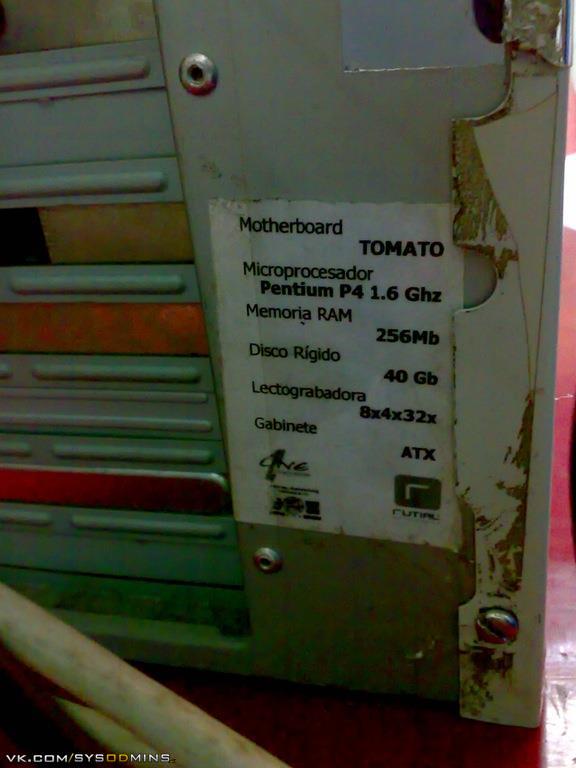 Motherboard
TOMATO
Microprocesador
Pentium P4 1.6 Ghz
Memoria RAM
256Mb
Disco Rígido
40 Gb
Lectograbadora
8x4x32x
Gabinete
ATX
rutial
VK.COM/SYSODMINS